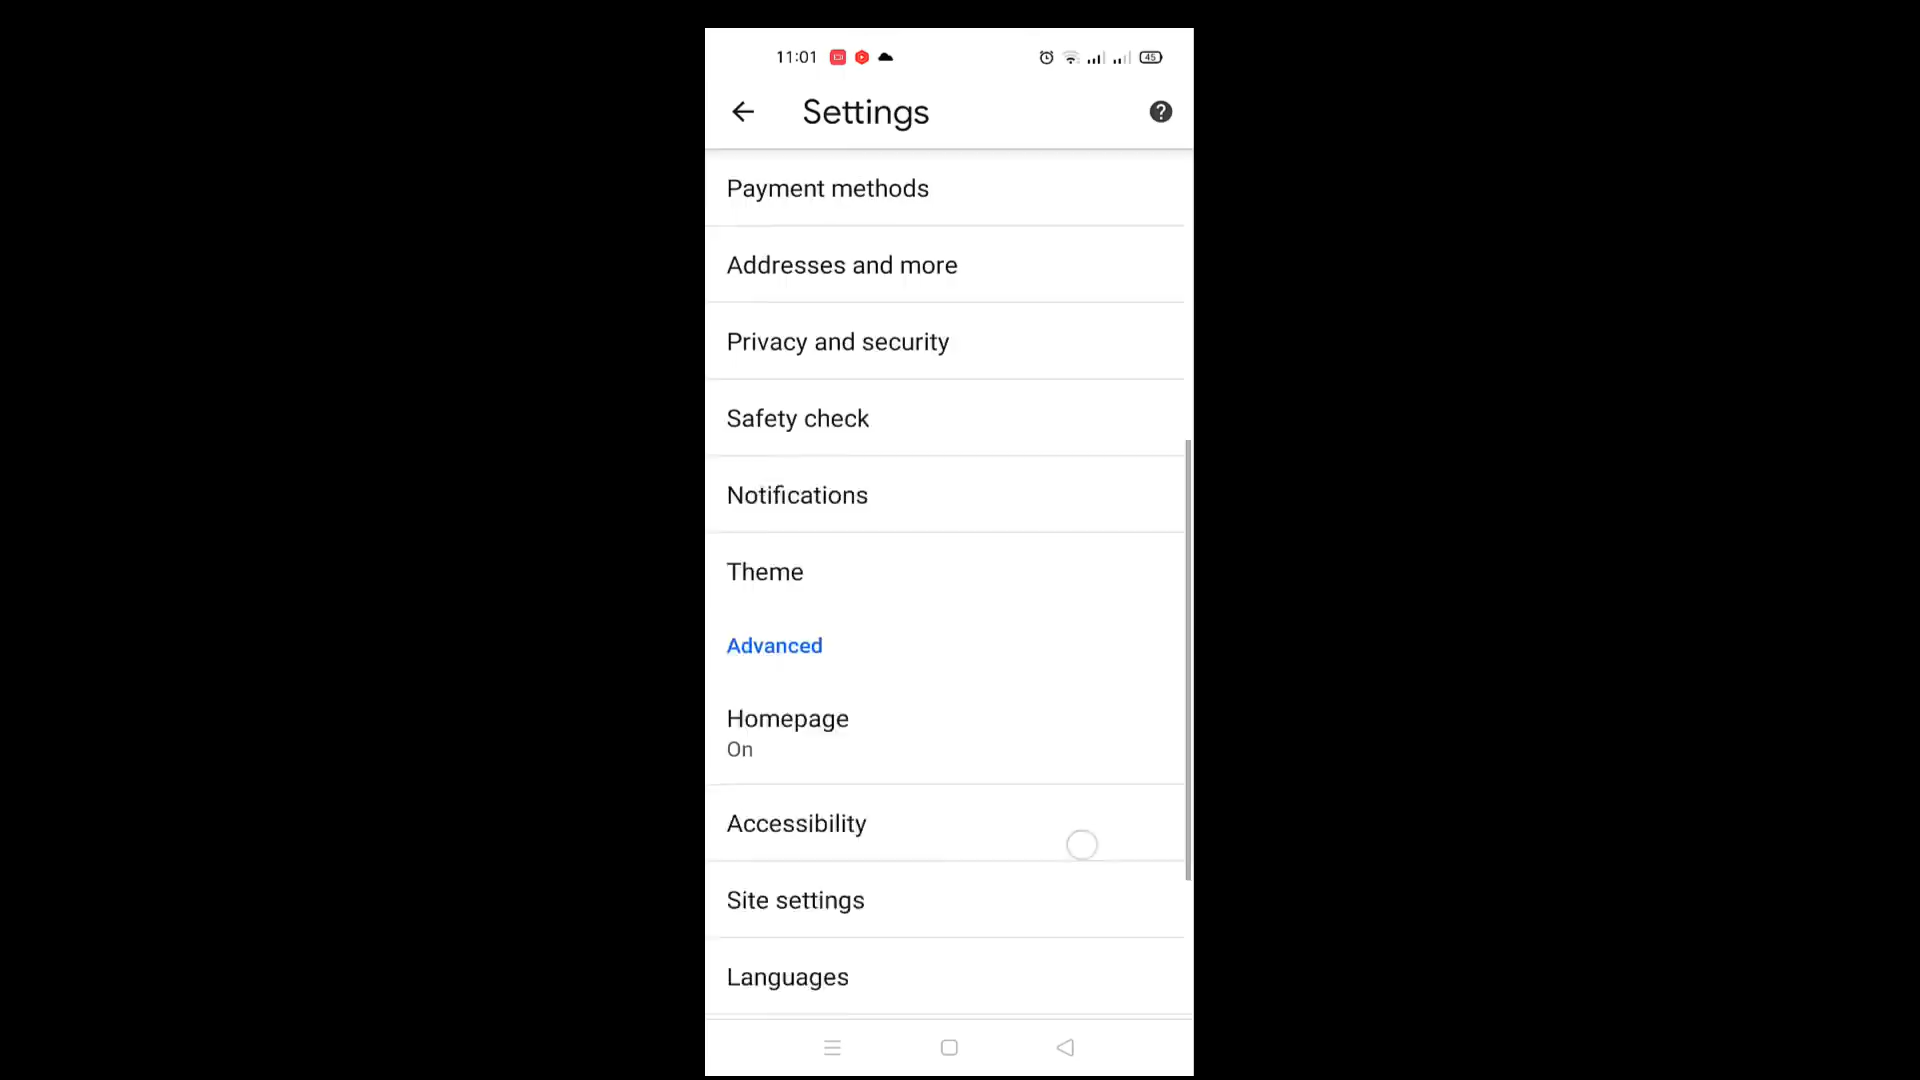 11:01
45
Settings
?
Payment methods
Addresses and more
Privacy and security
Safety check
Notifications
Theme
Advanced
Homepage
On
Accessibility
Site settings
Languages